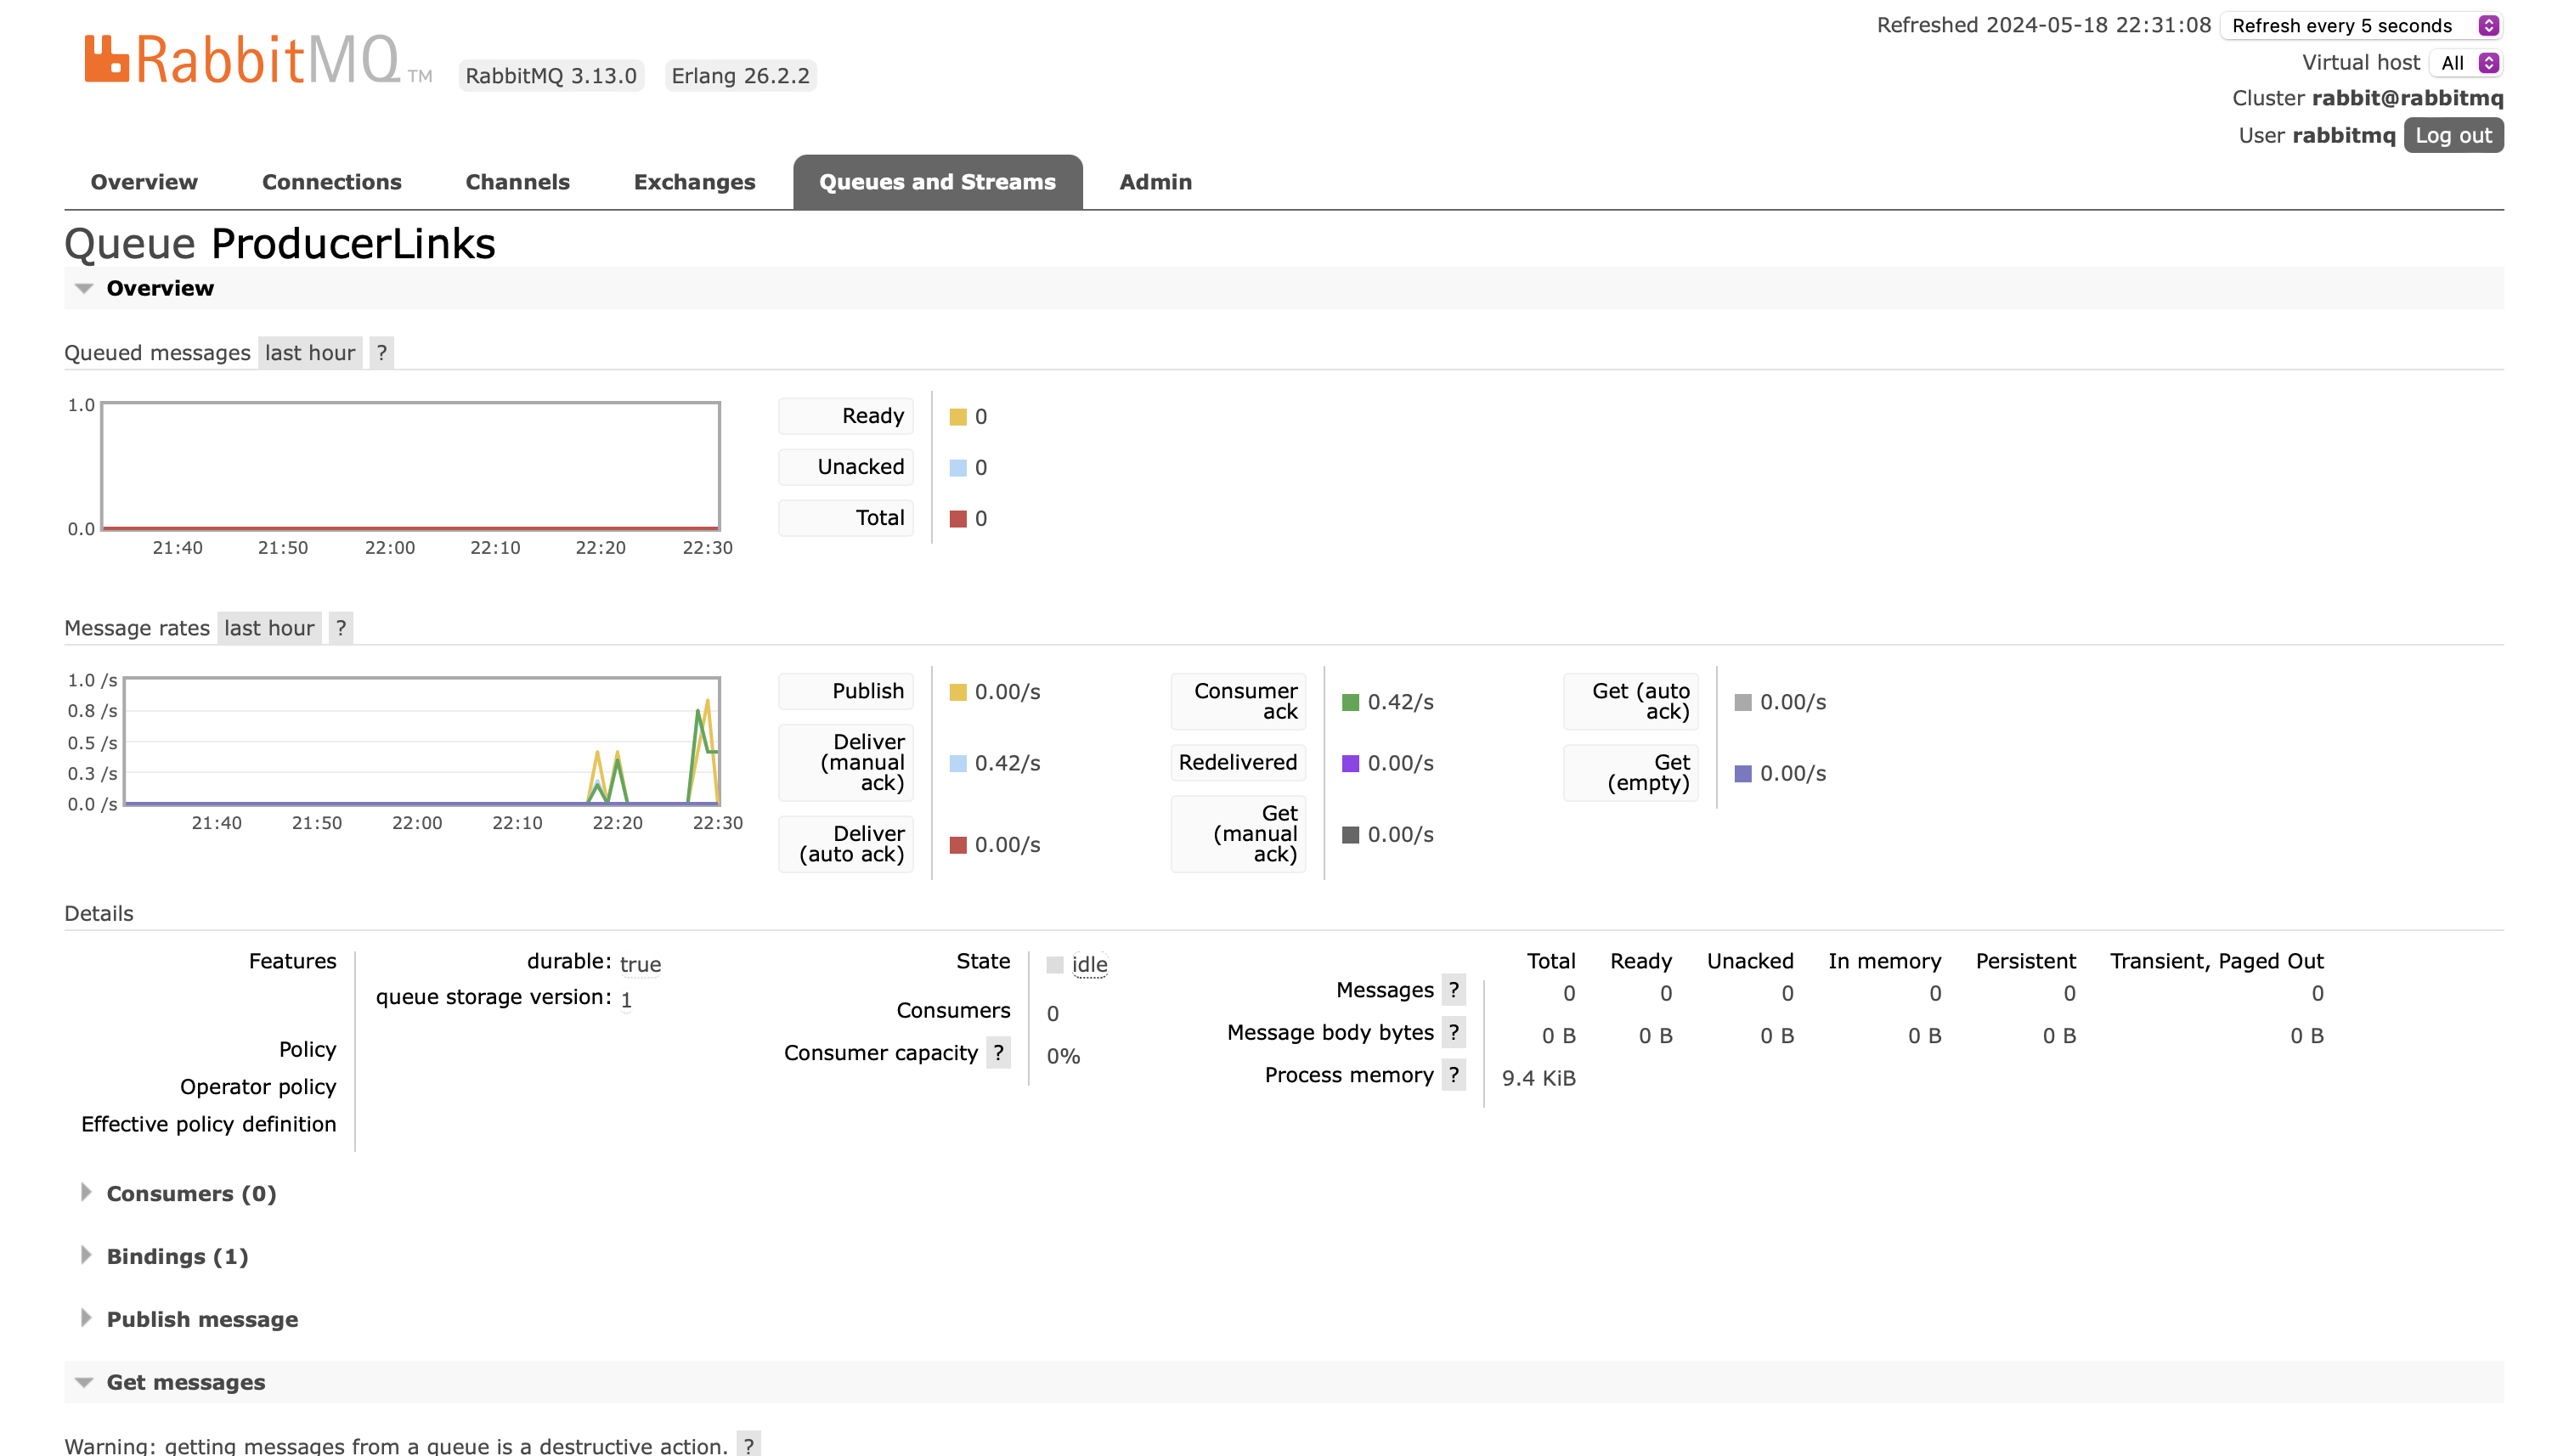 Refreshed 2024-05-18 22:31:08 Refresh every 5 seconds
RabbitMQ TM RabbitMQ 3.13.0 Erlang 26.2.2
Virtual host All
Cluster rabbit@rabbitmq
User rabbitmq Log out
Overview Connections Channels Exchanges Queues and Streams Admin
Queue ProducerLinks
Overview
Queued messages last hour ?
1.0
0.0
21:40 21:50 22:00 22:10 22:20 22:30
Ready 0
Unacked 0
Total 0
Message rates last hour ?
1.0 /s
0.8 /s
0.5 /s
0.3 /s
0.0 /s
21:40 21:50 22:00 22:10 22:20 22:30
Publish 0.00/s
Deliver
(manual 0.42/s
ack)
Deliver
(auto ack) 0.00/s
Consumer
ack 0.42/s
Redelivered 0.00/s
Get
(manual 0.00/s
ack)
Get (auto
ack) 0.00/s
Get
(empty) 0.00/s
Details
Features durable: true
queue storage version: 1
Policy
Operator policy
Effective policy definition
State idle
Consumers 0
Consumer capacity ? 0%
Total Ready Unacked In memory Persistent Transient, Paged Out
Messages ? 0 0 0 0 0 0
Message body bytes ? 0 B 0 B 0 B 0 B 0 B 0 B
Process memory ? 9.4 KiB
Consumers (0)
Bindings (1)
Publish message
Get messages
Warning: getting messages from a queue is a destructive action. ?